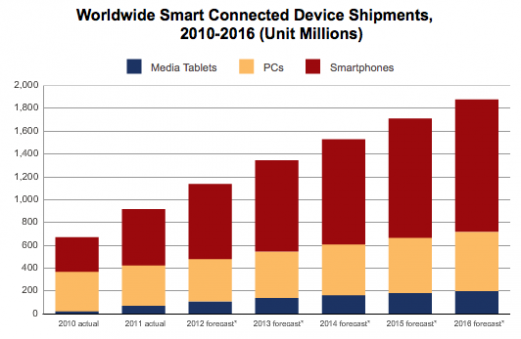 Worldwide Smart Connected Device Shipments,
2010-2016 (Unit Millions)
Media Tablets PCs Smartphones
2,000
1,800
1,600
1,400
1,200
1,000
800
600
400
200
0
2010 actual 2011 actual 2012 forecast* 2013 forecast* 2014 forecast* 2015 forecast* 2016 forecast*